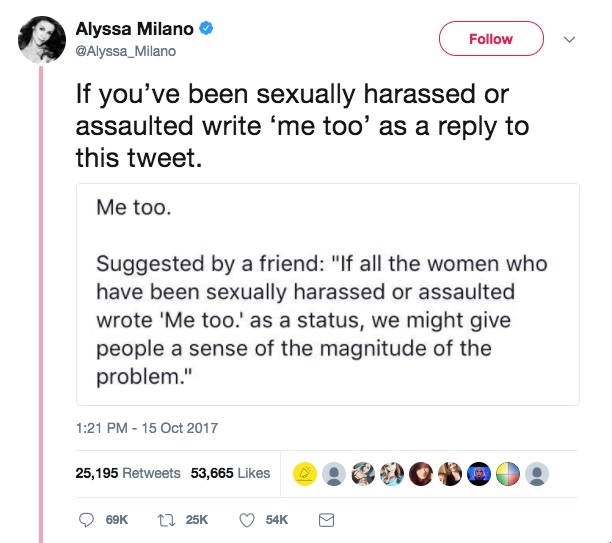 Alyssa Milano
@Alyssa_Milano
Follow
If you’ve been sexually harassed or
assaulted write ‘me too’ as a reply to
this tweet.
Me too.
Suggested by a friend: "If all the women who
have been sexually harassed or assaulted
wrote 'Me too.' as a status, we might give
people a sense of the magnitude of the
problem."
1:21 PM - 15 Oct 2017
25,195 Retweets 53,665 Likes
69K 25K 54K